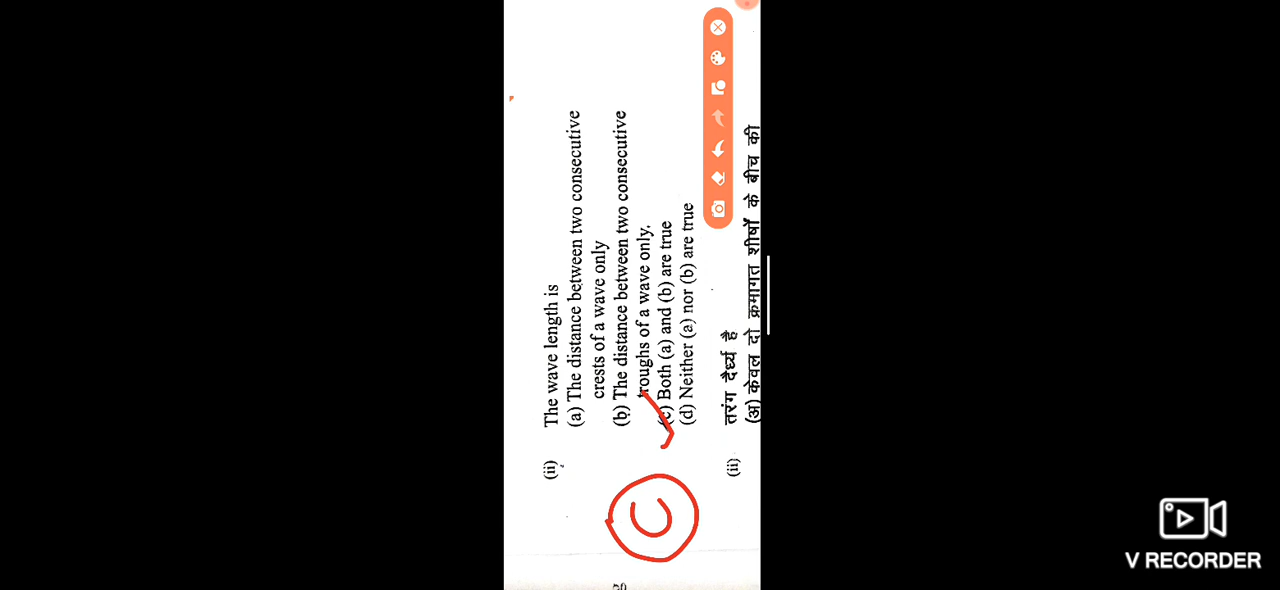 (ii) The wave length is
(a) The distance between two consecutive
crests of a wave only
(b) The distance between two consecutive
troughs of a wave only.
(c) Both (a) and (b) are true
(d) Neither (a) nor (b) are true
C
(ii) तरंग दैर्ध्य है
(अ) केवल दो क्रमागत शीर्षों के बीच की
V RECORDER